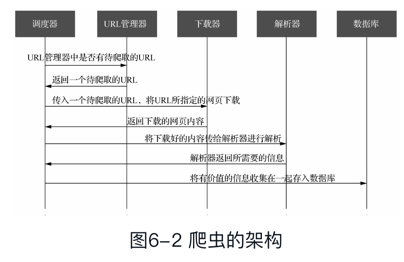 调度器
URL管理器
下载器
解析器
数据库
URL管理器中是否有待爬取的URL
返回一个待爬取的URL
传入一个待爬取的URL，将URL所指定的网页下载
返回下载的网页内容
将下载好的内容传给解析器进行解析
解析器返回所需要的信息
将有价值的信息收集在一起存入数据库
图6-2 爬虫的架构